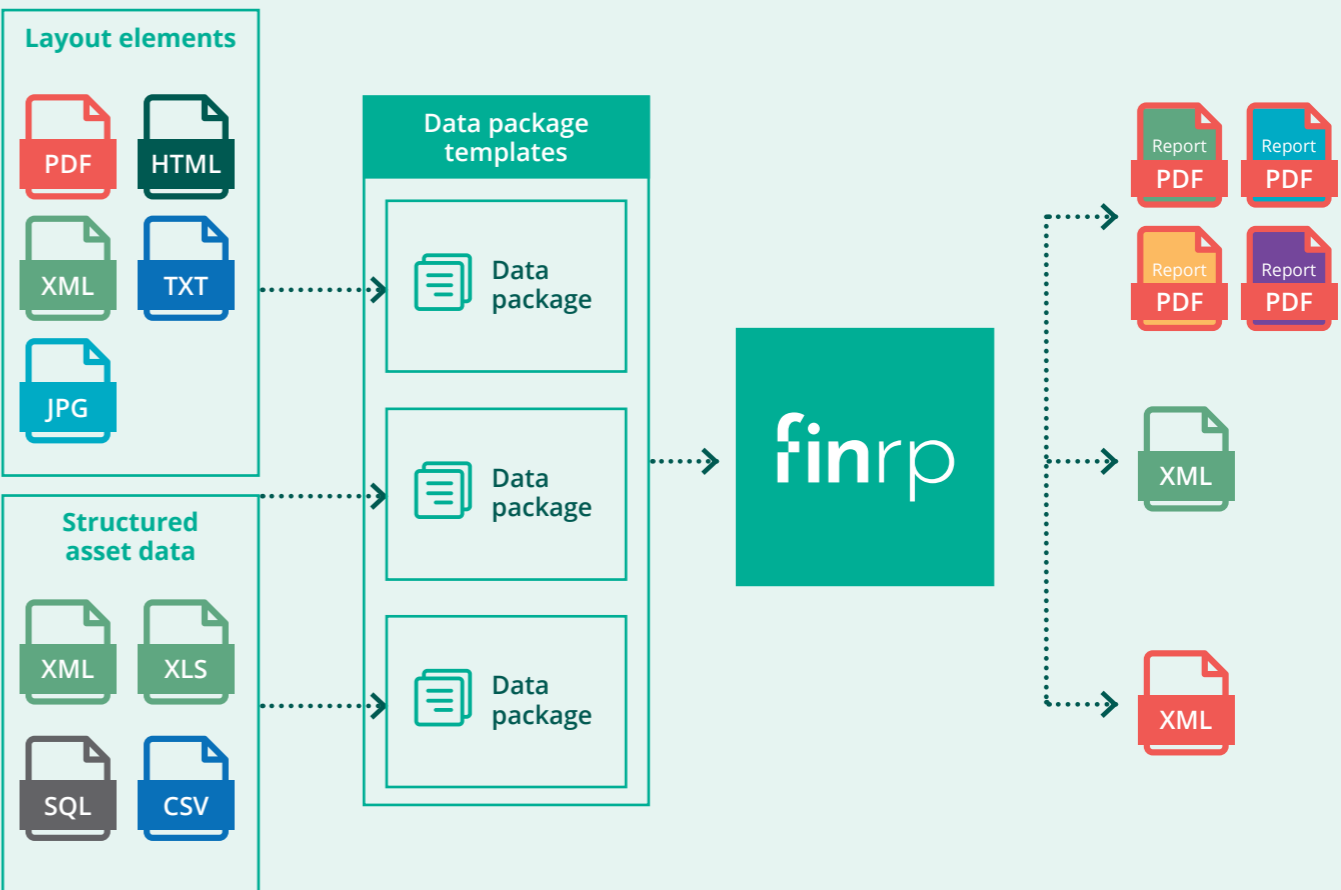 Layout elements
PDF
HTML
XML
TXT
JPG
Structured
asset data
XML
XLS
SQL
CSV
Data package
templates
Data
package
Data
package
Data
package
finrp
Report
PDF
Report
PDF
Report
PDF
Report
PDF
XML
XML